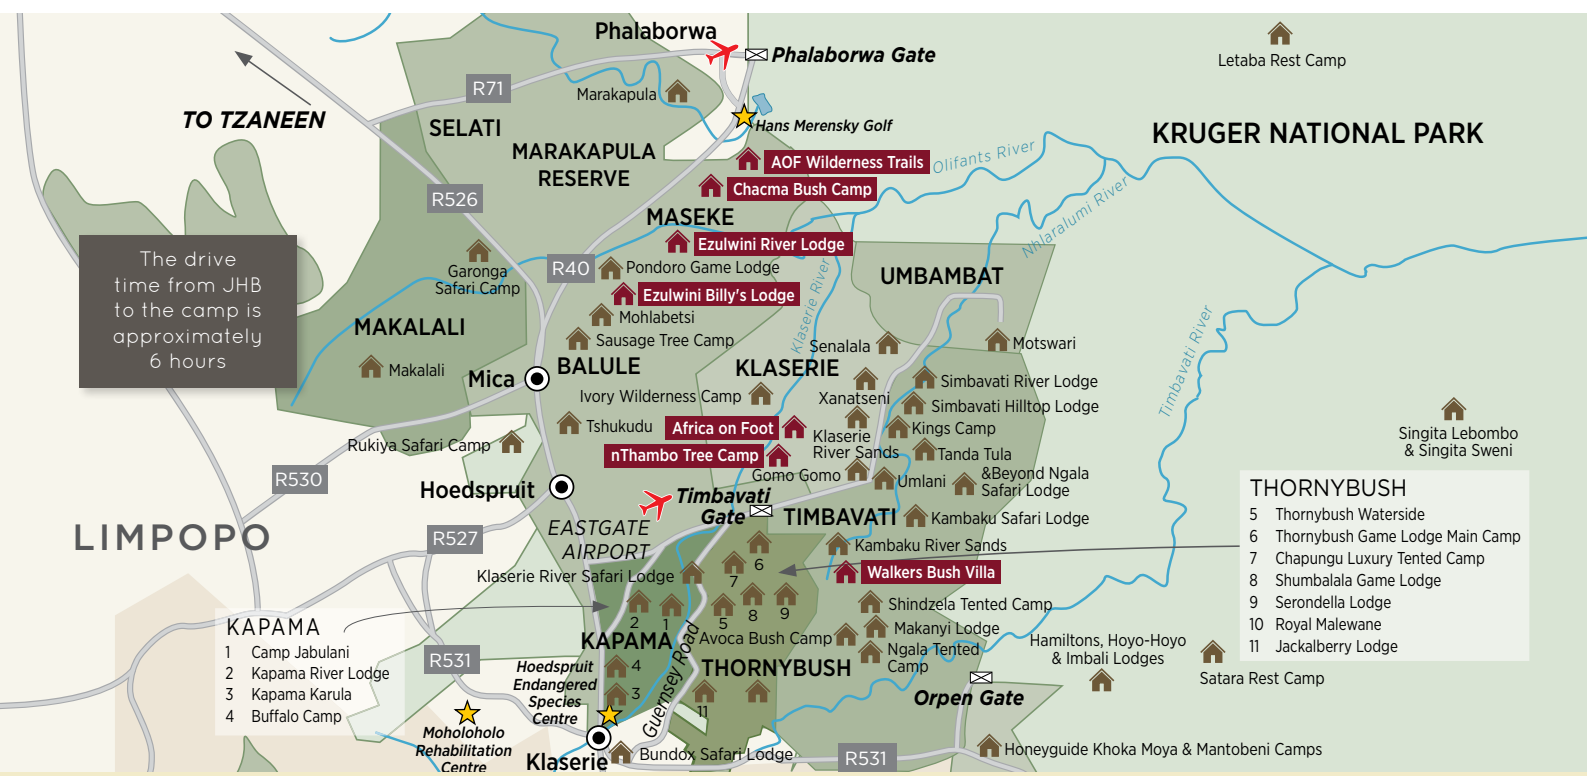 Phalaborwa
Phalaborwa Gate
Letaba Rest Camp
R71
Marakapula
TO TZANEEN
SELATI
Hans Merensky Golf
KRUGER NATIONAL PARK
MARAKAPULA
RESERVE
AOF Wilderness Trails
Olifants River
Chacma Bush Camp
R526
Nhlaralumi River
MASEKE
Ezulwini River Lodge
The drive
time from JHB
to the camp is
approximately
6 hours
Garonga
Safari Camp
R40
Pondoro Game Lodge
UMBAMBAT
Ezulwini Billy's Lodge
Klaserie River
Mohlabetsi
MAKALALI
Sausage Tree Camp
Senalala
Motswari
Timbavati River
Makalali
Mica
BALULE
KLASERIE
Simbavati River Lodge
Ivory Wilderness Camp
Xanatseni
Simbavati Hilltop Lodge
Tshukudu
Africa on Foot
Klaserie
River Sands
Kings Camp
Singita Lebombo
& Singita Sweni
Rukiya Safari Camp
nThambo Tree Camp
Tanda Tula
R530
Gomo Gomo
Umlani
&Beyond Ngala
Safari Lodge
Hoedspruit
Timbavati
Gate
TIMBAVATI
Kambaku Safari Lodge
THORNYBUSH
5 Thornybush Waterside
6 Thornybush Game Lodge Main Camp
7 Chapungu Luxury Tented Camp
8 Shumbalala Game Lodge
9 Serondella Lodge
10 Royal Malewane
11 Jackalberry Lodge
LIMPOPO
R527
EASTGATE
AIRPORT
Kambaku River Sands
Klaserie River Safari Lodge
6
7
Walkers Bush Villa
2
1
5
8
9
Shindzela Tented Camp
KAPAMA
1 Camp Jabulani
2 Kapama River Lodge
3 Kapama Karula
4 Buffalo Camp
KAPAMA
Guernsey Road
Avoca Bush Camp
Makanyi Lodge
Ngala Tented
Camp
Hamiltons, Hoyo-Hoyo
& Imbali Lodges
Satara Rest Camp
R531
Hoedspruit
Endangered
Species
Centre
4
3
THORNYBUSH
11
Orpen Gate
Moholoholo
Rehabilitation
Centre
Klaserie
Bundox Safari Lodge
R531
Honeyguide Khoka Moya & Mantobeni Camps